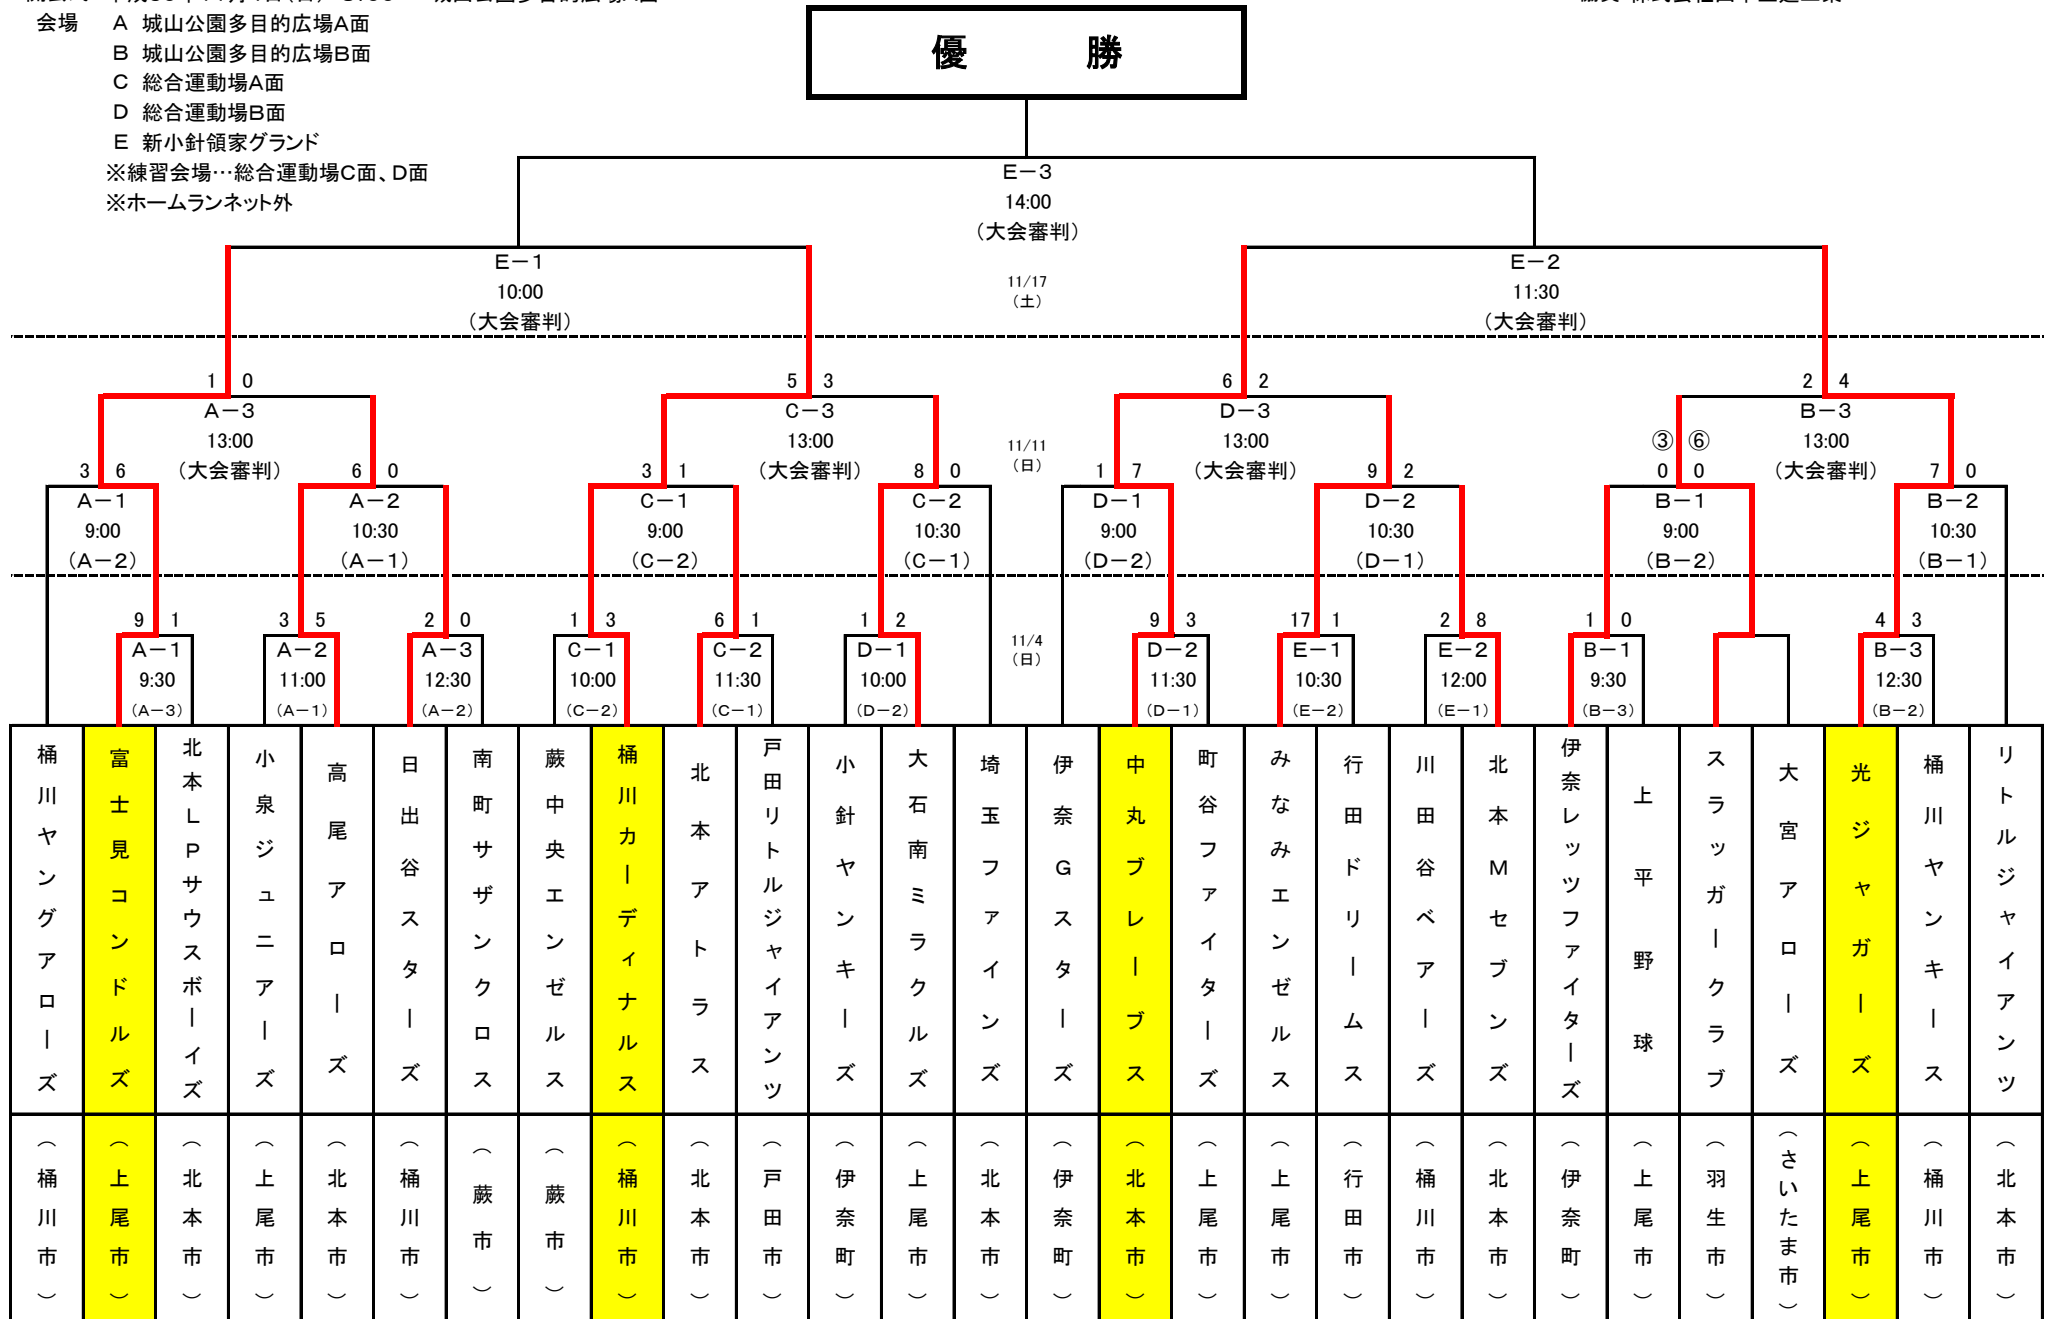 会場 A 城山公園多目的広場A面
B 城山公園多目的広場B面
C 総合運動場A面
D 総合運動場B面
E 新小針領家グランド
※練習会場…総合運動場C面、D面
※ホームランネット外
優 勝
E－3
14:00
（大会審判）
E－1
10:00
（大会審判）
11/17
（土）
E－2
11:30
（大会審判）
1 0
A－3
13:00
（大会審判）
5 3
C－3
13:00
（大会審判）
11/11
（日）
6 2
D－3
13:00
（大会審判）
2 4
B－3
13:00
（大会審判）
3 6
A－1
9:00
（A－2）
6 0
A－2
10:30
（A－1）
3 1
C－1
9:00
（C－2）
8 0
C－2
10:30
（C－1）
1 7
D－1
9:00
（D－2）
9 2
D－2
10:30
（D－1）
③ ⑥
0 0
B－1
9:00
（B－2）
7 0
B－2
10:30
（B－1）
9 1
A－1
9:30
（A－3）
3 5
A－2
11:00
（A－1）
2 0
A－3
12:30
（A－2）
1 3
C－1
10:00
（C－2）
6 1
C－2
11:30
（C－1）
1 2
D－1
10:00
（D－2）
11/4
（日）
9 3
D－2
11:30
（D－1）
17 1
E－1
10:30
（E－2）
2 8
E－2
12:00
（E－1）
1 0
B－1
9:30
（B－3）
4 3
B－3
12:30
（B－2）
桶川ヤングアローズ
（桶川市）
富士見コンドルズ
（上尾市）
北本LPサウスボーイズ
（北本市）
小泉ジュニアーズ
（上尾市）
高尾アローズ
（北本市）
日出谷スターズ
（桶川市）
南町サザンクロス
（蕨市）
蕨中央エンゼルス
（蕨市）
桶川カーディナルス
（桶川市）
北本アトラス
（北本市）
戸田リトルジャイアンツ
（戸田市）
小針ヤンキーズ
（伊奈町）
大石南ミラクルズ
（上尾市）
埼玉ファインズ
（北本市）
伊奈Gスターズ
（伊奈町）
中丸ブレーブス
（北本市）
町谷ファイターズ
（上尾市）
みなみエンゼルス
（上尾市）
行田ドリームス
（行田市）
川田谷ベアーズ
（桶川市）
北本Mセブンズ
（北本市）
伊奈レッツファイターズ
（伊奈町）
上平野球
（上尾市）
スラッガークラブ
（羽生市）
大宮アローズ
（さいたま市）
光ジャガーズ
（上尾市）
桶川ヤンキース
（桶川市）
リトルジャイアンツ
（北本市）